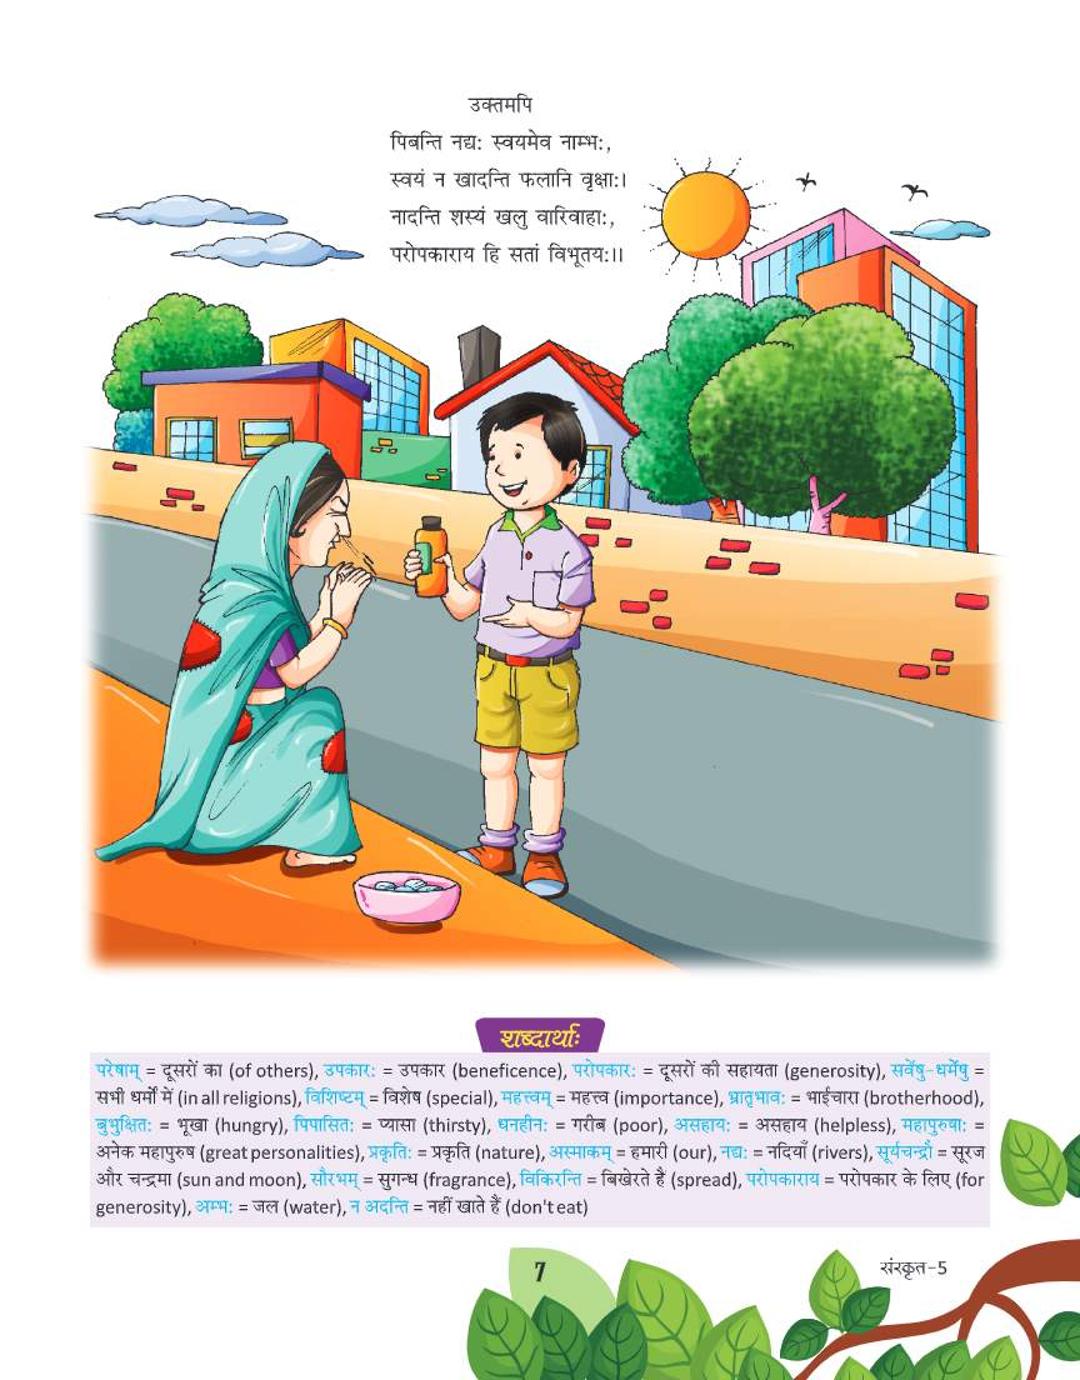 उक्तमपि
पिबन्ति नद्य: स्वयमेव नाम्भ:,
स्वयं न खादन्ति फलानि वृक्षा:।
नादन्ति शस्यं खलु वारिवाहा:,
परोपकाराय हि सतां विभूतय:।।
शब्दार्थाः
परेषाम् = दूसरों का (of others), उपकार: = उपकार (beneficence), परोपकार: = दूसरों की सहायता (generosity), सर्वेषु-धर्मेषु =
सभी धर्मों में (in all religions), विशिष्टम् = विशेष (special), महत्त्वम् = महत्त्व (importance), भ्रातृभाव: = भाईचारा (brotherhood),
बुभुक्षित: = भूखा (hungry), पिपासित: = प्यासा (thirsty), धनहीन: = गरीब (poor), असहाय: = असहाय (helpless), महापुरुषा: =
अनेक महापुरुष (great personalities), प्रकृति: = प्रकृति (nature), अस्माकम् = हमारी (our), नद्य: = नदियाँ (rivers), सूर्यचन्द्रौ = सूरज
और चन्द्रमा (sun and moon), सौरभम् = सुगन्ध (fragrance), विकिरन्ति = बिखेरते हैं (spread), परोपकाराय = परोपकार के लिए (for
generosity), अम्भ: = जल (water), न अदन्ति = नहीं खाते हैं (don't eat)
7
संस्कृत-5